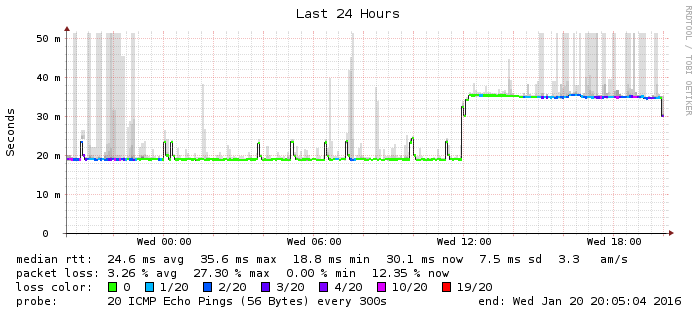 Last 24 Hours
RRDTOOL / TOBI OETIKER
Seconds
50 m
40 m
30 m
20 m
10 m
0
Wed 00:00 Wed 06:00 Wed 12:00 Wed 18:00
median rtt: 24.6 ms avg 35.6 ms max 18.8 ms min 30.1 ms now 7.5 ms sd 3.3 am/s
packet loss: 3.26 % avg 27.30 % max 0.00 % min 12.35 % now
loss color: 0 1/20 2/20 3/20 4/20 10/20 19/20
probe: 20 ICMP Echo Pings (56 Bytes) every 300s end: Wed Jan 20 20:05:04 2016